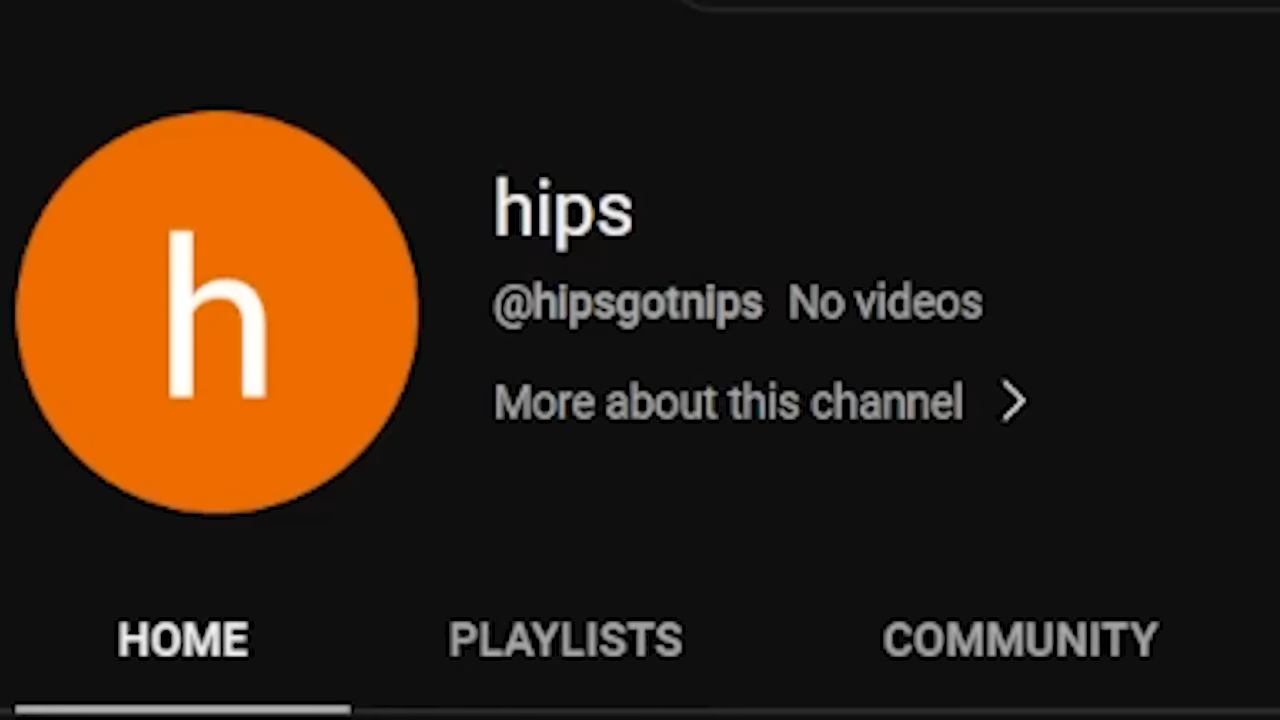 h
hips
@hipsgotnips No videos
More about this channel
HOME PLAYLISTS COMMUNITY